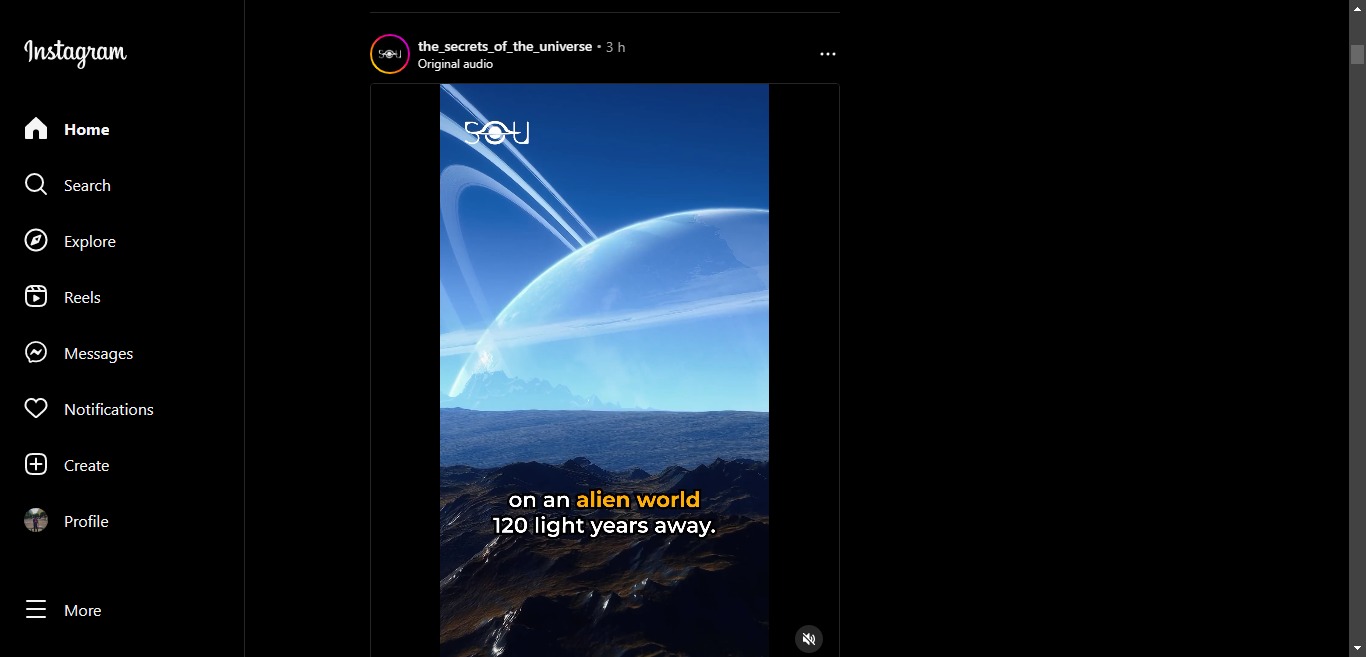 Instagram
Home
Search
Explore
Reels
Messages
Notifications
Create
Profile
More
the_secrets_of_the_universe • 3 h
Original audio
SOU
SOU
on an alien world
120 light years away.